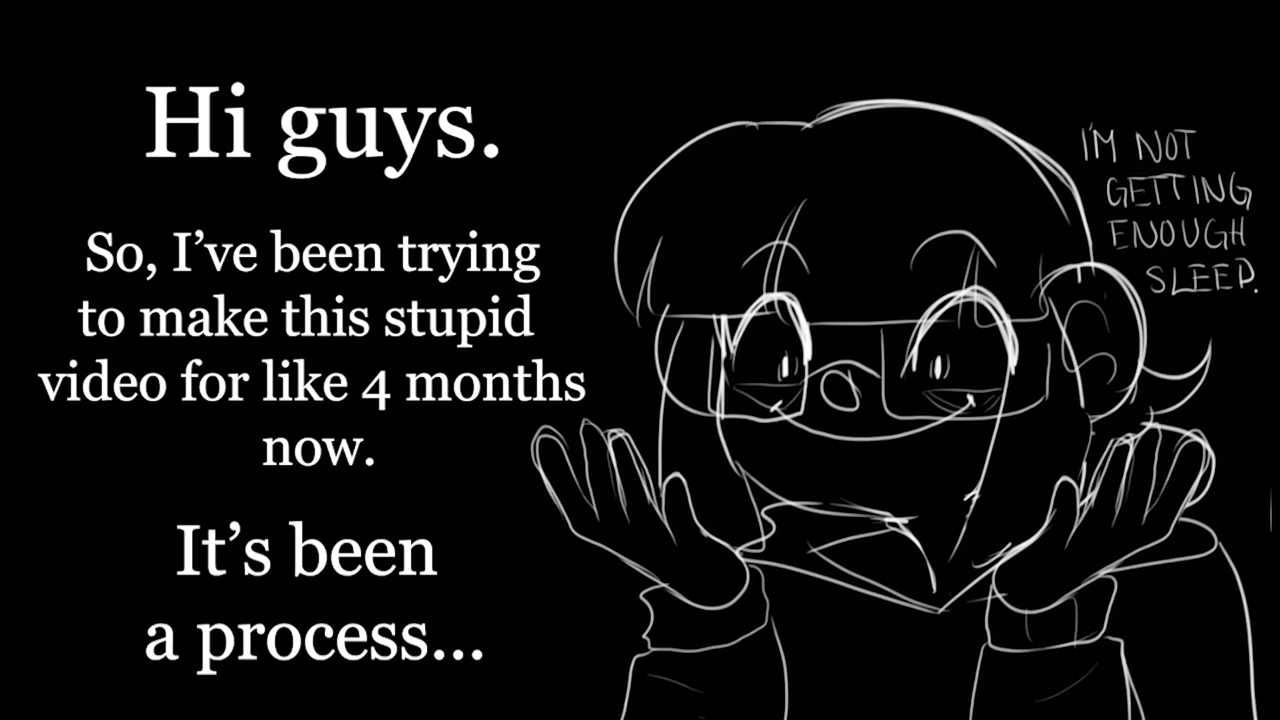 Hi guys.
So, I've been trying
to make this stupid
video for like 4 months
now.
It's been
a process...
I'M NOT
GETTING
ENOUGH
SLEEP.